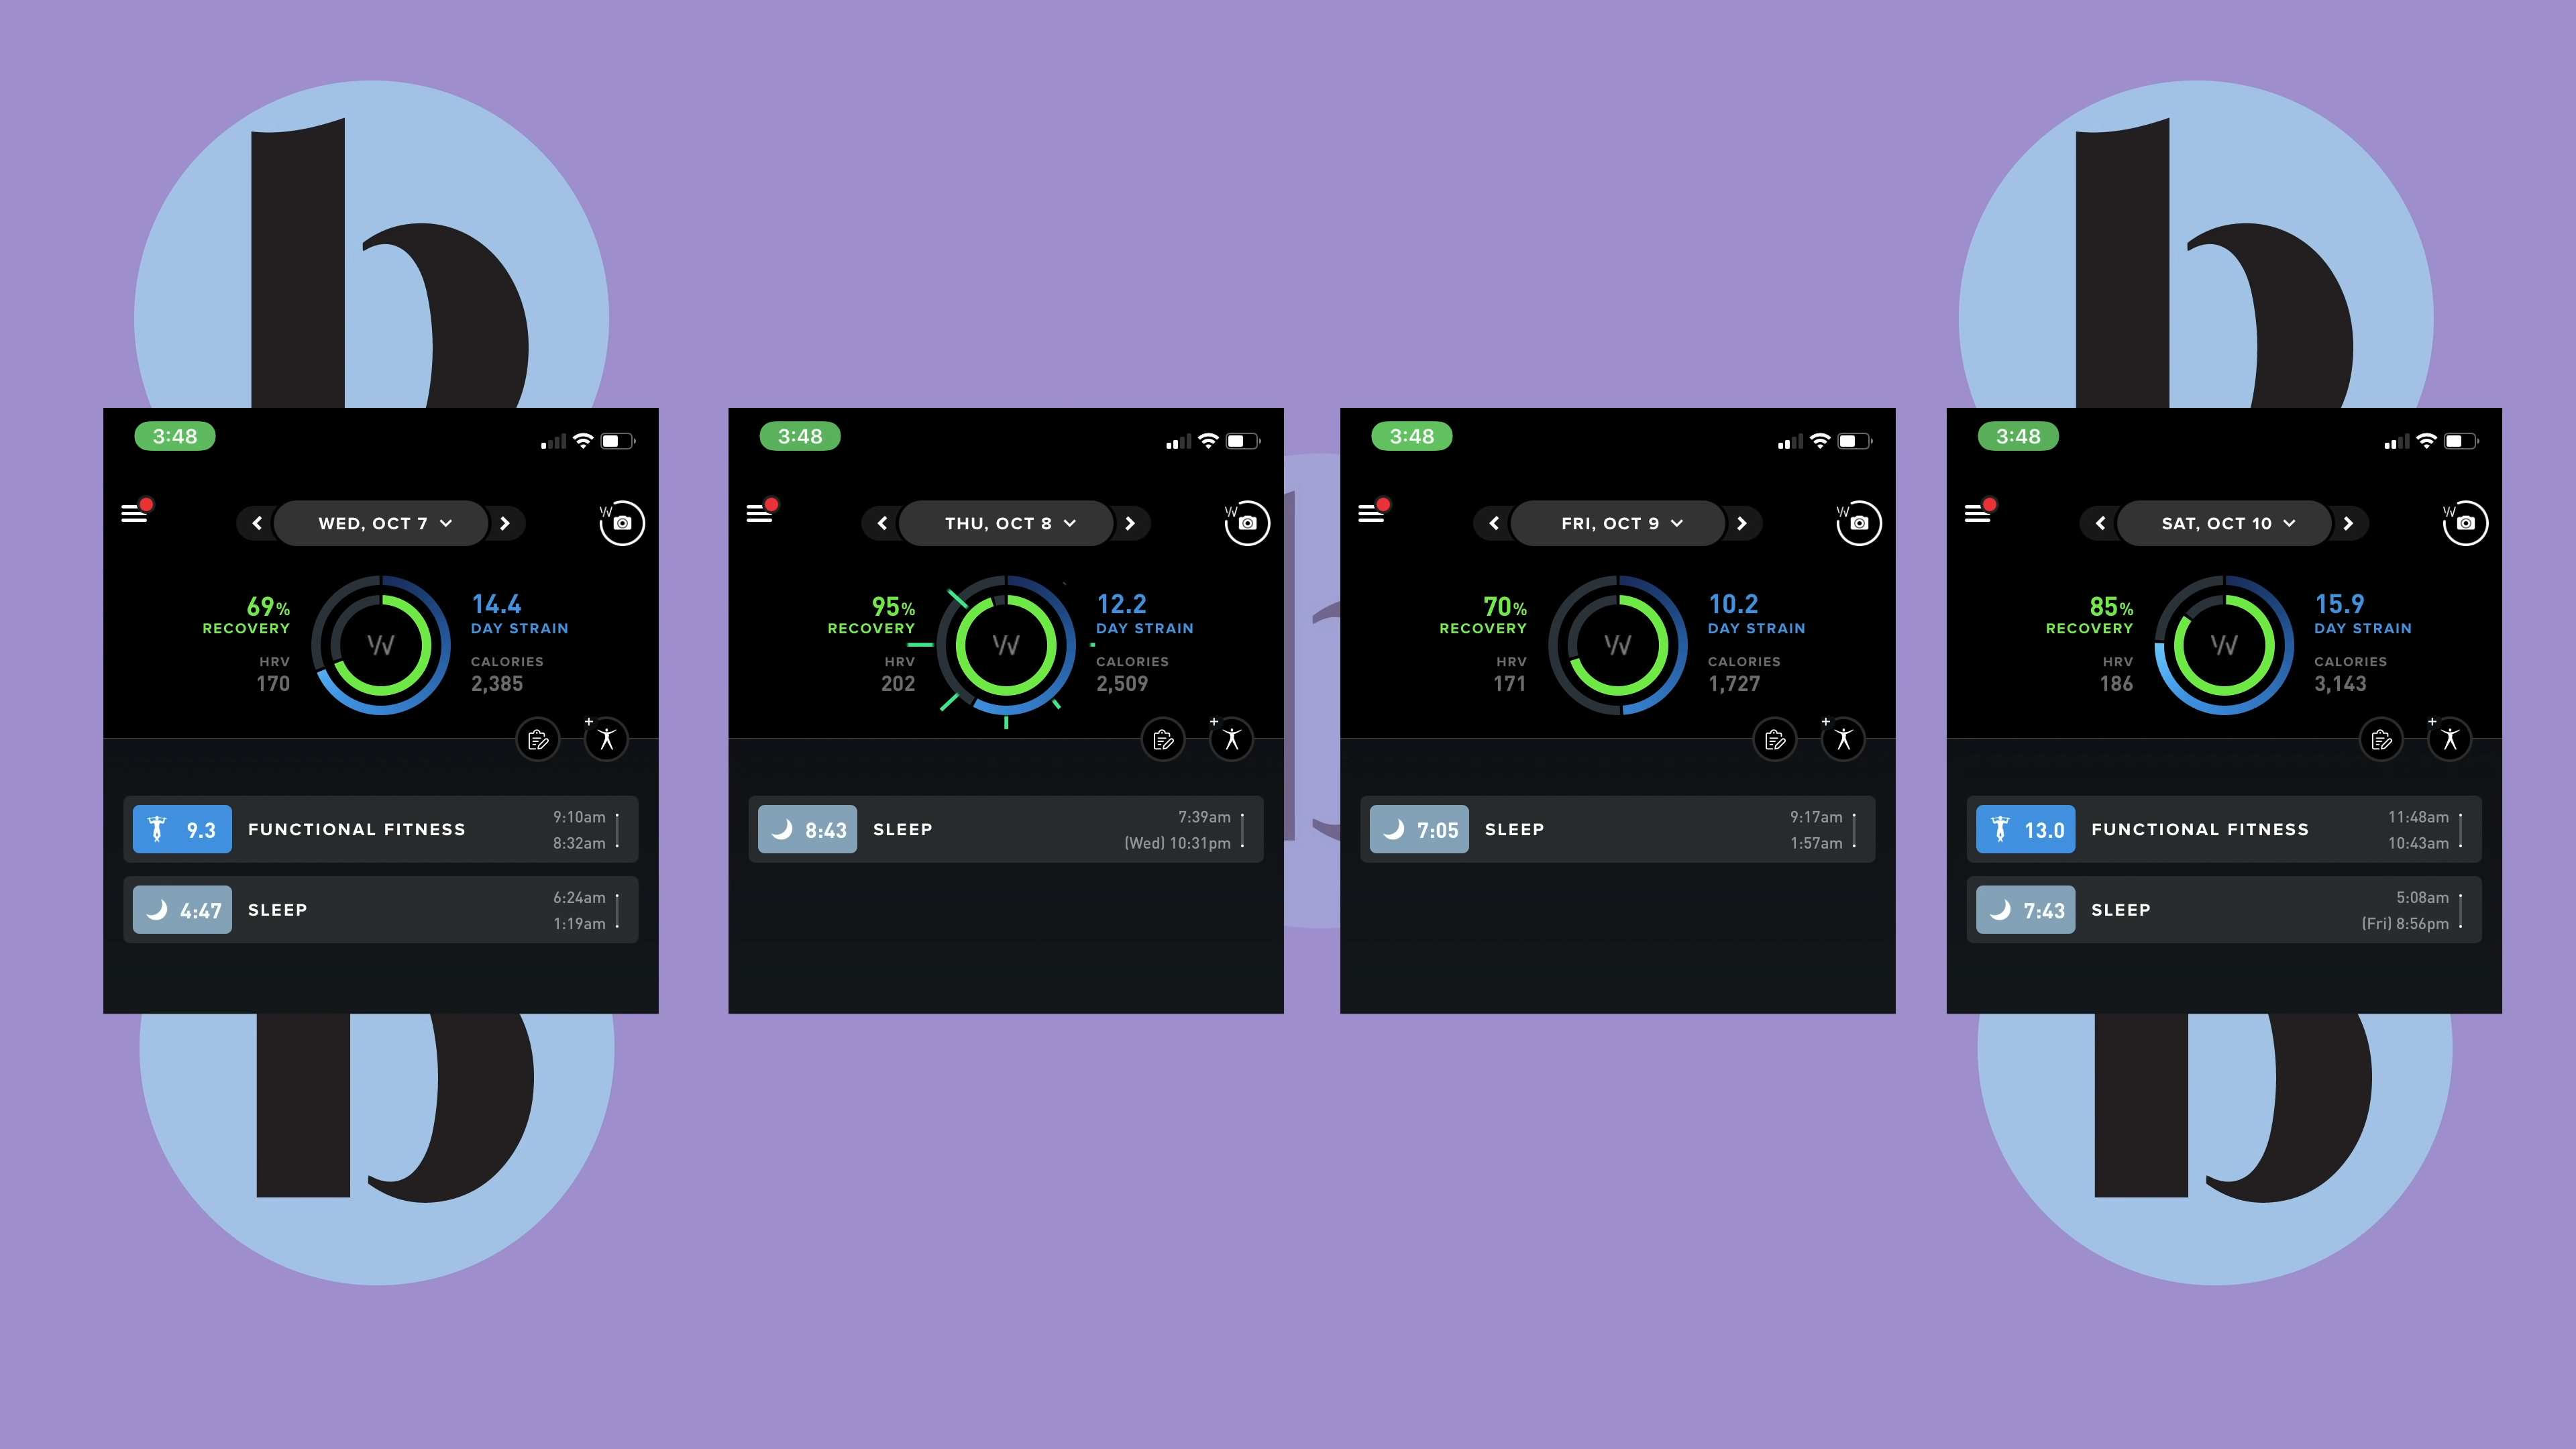 b
b
3:48
WED, OCT 7
69% RECOVERY
HRV
170
14.4
DAY STRAIN
CALORIES
2,385
W
9.3 FUNCTIONAL FITNESS 9:10am
8:32am
4:47 SLEEP 6:24am
1:19am
3:48
THU, OCT 8
95% RECOVERY
HRV
202
12.2
DAY STRAIN
CALORIES
2,509
W
8:43 SLEEP 7:39am
(Wed) 10:31pm
3:48
FRI, OCT 9
70% RECOVERY
HRV
171
10.2
DAY STRAIN
CALORIES
1,727
W
7:05 SLEEP 9:17am
1:57am
3:48
SAT, OCT 10
85% RECOVERY
HRV
186
15.9
DAY STRAIN
CALORIES
3,143
W
13.0 FUNCTIONAL FITNESS 11:48am
10:43am
7:43 SLEEP 5:08am
(Fri) 8:56pm